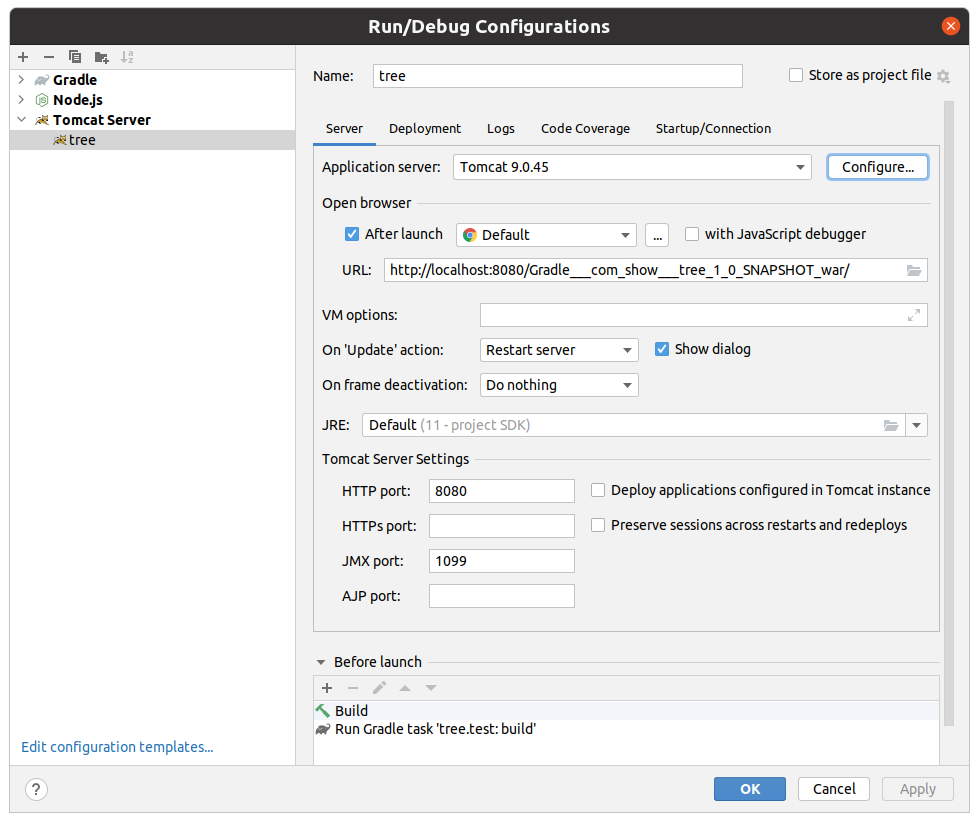 Run/Debug Configurations
Gradle
Node.js
Tomcat Server
tree
Edit configuration templates...
Name: tree Store as project file
Server Deployment Logs Code Coverage Startup/Connection
Application server: Tomcat 9.0.45 Configure...
Open browser
After launch Default ... with JavaScript debugger
URL: http://localhost:8080/Gradle___com_show___tree_1_0_SNAPSHOT_war/
VM options:
On 'Update' action: Restart server Show dialog
On frame deactivation: Do nothing
JRE: Default (11 - project SDK)
Tomcat Server Settings
HTTP port: 8080 Deploy applications configured in Tomcat instance
HTTPs port: Preserve sessions across restarts and redeploys
JMX port: 1099
AJP port:
Before launch
Build
Run Gradle task 'tree.test: build'
? OK Cancel Apply